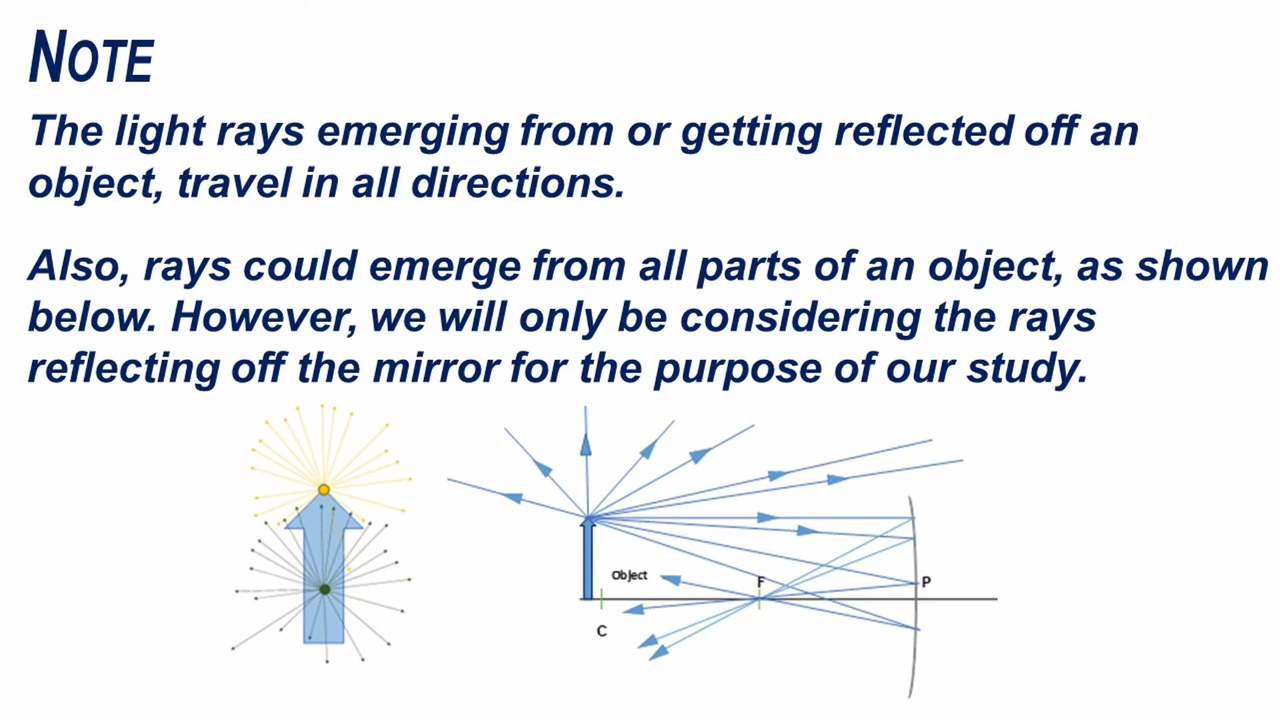 NOTE
The light rays emerging from or getting reflected off an
object, travel in all directions.
Also, rays could emerge from all parts of an object, as shown
below. However, we will only be considering the rays
reflecting off the mirror for the purpose of our study.
Object
F
P
C